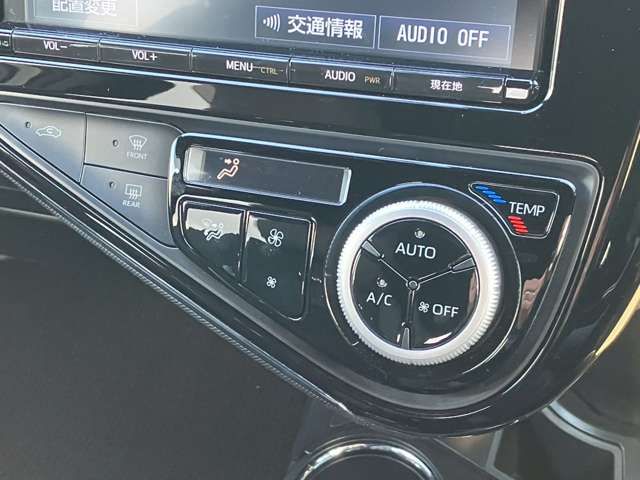 配置変更
交通情報
AUDIO OFF
VOL-
VOL+
MENU CTRL
AUDIO PWR
現在地
FRONT
REAR
TEMP
AUTO
A/C
OFF